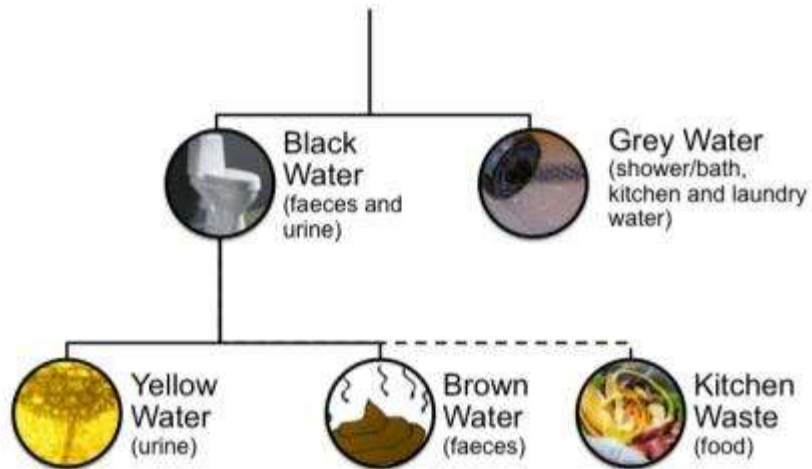 Black
Water
(faeces and
urine)
Grey Water
(shower/bath,
kitchen and laundry
water)
Yellow
Water
(urine)
Brown
Water
(faeces)
Kitchen
Waste
(food)